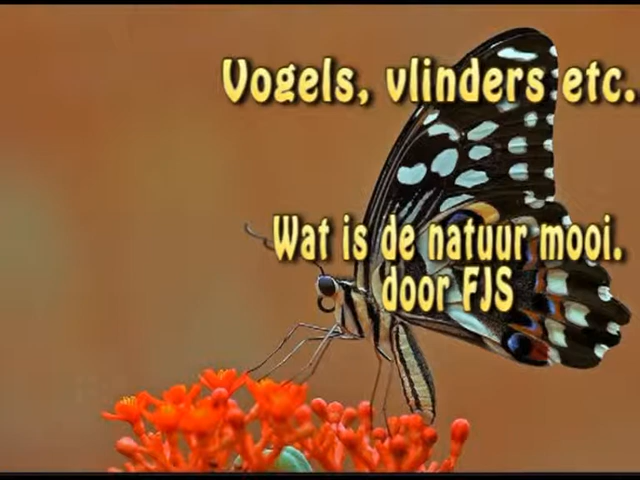 Vogels, vlinders etc.
Wat is de natuur mooi.
door FJS